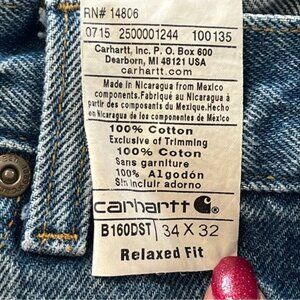 RN# 14806
0715 2500001244 100135
Carhartt, Inc. P. O. Box 600
Dearborn, MI 48121 USA
carhartt.com
Made in Nicaragua from Mexico
components. Fabrique au Nicaragua à
partir des composants du Mexique. Hecho
en Nicaragua de los componentes de Mexico
100% Cotton
Exclusive of Trimming
100% Coton
Sans garniture
100% Algodón
Sin incluir adorno
carhartt
B160DST 34 X 32
Relaxed Fit